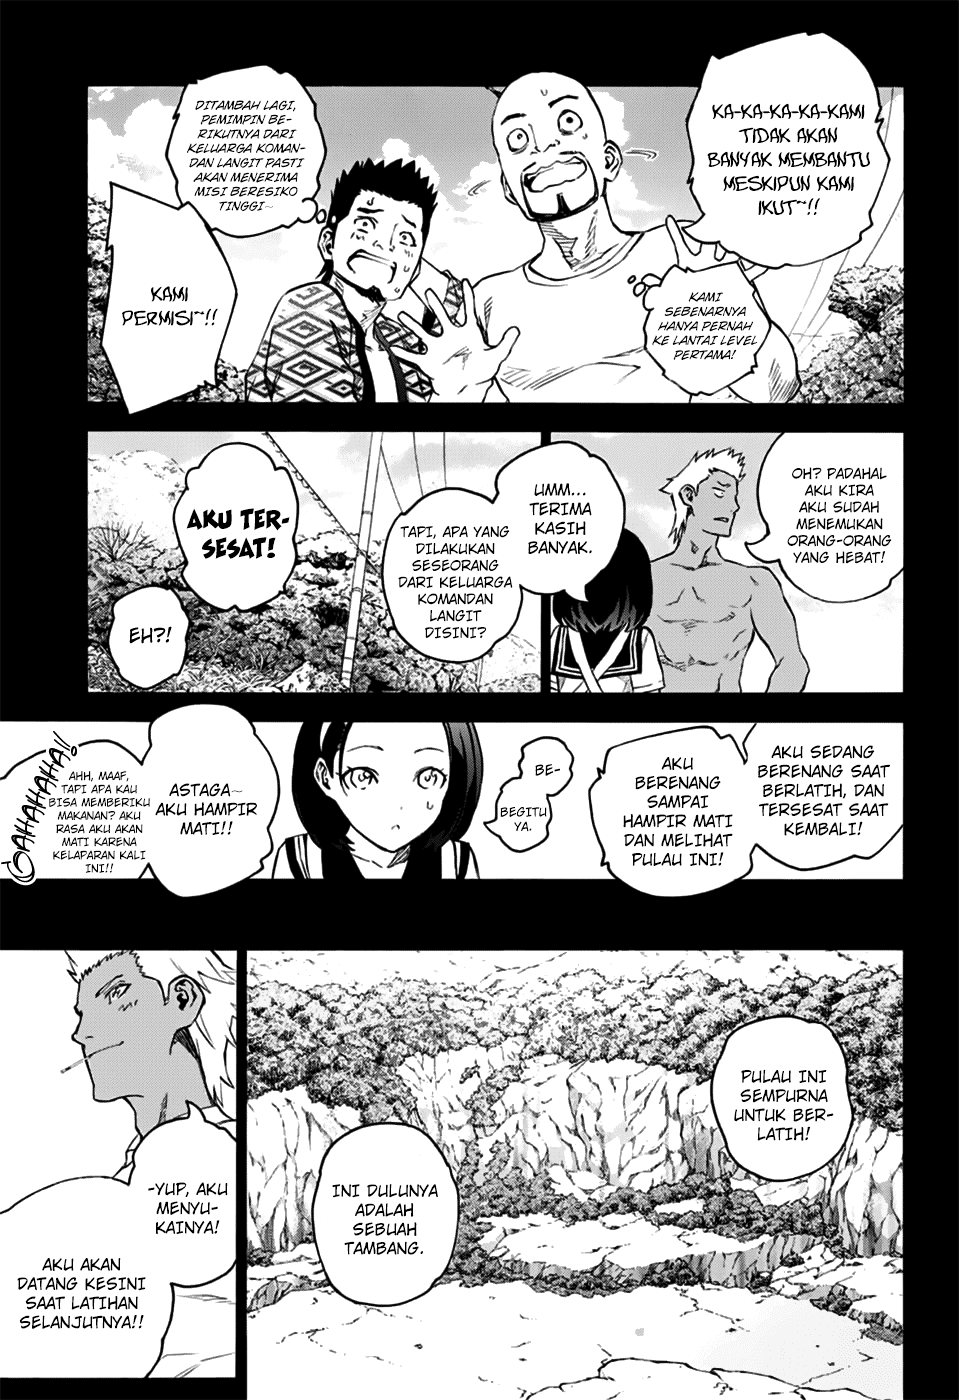 KA-KA-KA-KA-KAMI
TIDAK AKAN
BANYAK MEMBANTU
MESKIPUN KAMI
IKUT~!!
KAMI
SEBENARNYA
HANYA PERNAH
KE LANTAI LEVEL
PERTAMA!
DITAMBAH LAGI,
PEMIMPIN BE-
RIKUTNYA DARI
KELUARGA KOMAN-
DAN LANGIT PASTI
AKAN MENERIMA
MISI BERESIKO
TINGGI~
KAMI
PERMISI~!!
OH? PADAHAL
AKU KIRA
AKU SUDAH
MENEMUKAN
ORANG-ORANG
YANG HEBAT!
UMM...
TERIMA
KASIH
BANYAK.
TAPI, APA YANG
DILAKUKAN
SESEORANG
DARI KELUARGA
KOMANDAN
LANGIT
DISINI?
AKU TER-
SESAT!
EH?!
AKU SEDANG
BERENANG SAAT
BERLATIH, DAN
TERSESAT SAAT
KEMBALI!
AKU
BERENANG
SAMPAI
HAMPIR MATI
DAN MELIHAT
PULAU INI!
BE-
BEGITU
YA.
ASTAGA~
AKU HAMPIR
MATI!!
AHH, MAAF,
TAPI APA KAU
BISA MEMBERIKU
MAKANAN? AKU
RASA AKU AKAN
MATI KARENA
KELAPARAN KALI
INI!!
GAHAHAHA!!
PULAU INI
SEMPURNA
UNTUK BER-
LATIH!
INI DULUNYA
ADALAH
SEBUAH
TAMBANG.
-YUP, AKU
MENYU-
KAINYA!
AKU AKAN
DATANG KESINI
SAAT LATIHAN
SELANJUTNYA!!